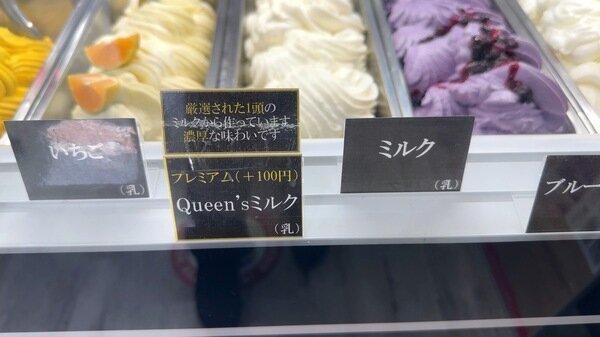 いちご
(乳)
厳選された1頭の
ミルクから作っています
濃厚な味わいです
プレミアム(+100円)
Queen'sミルク
(乳)
ミルク
(乳)
ブルー